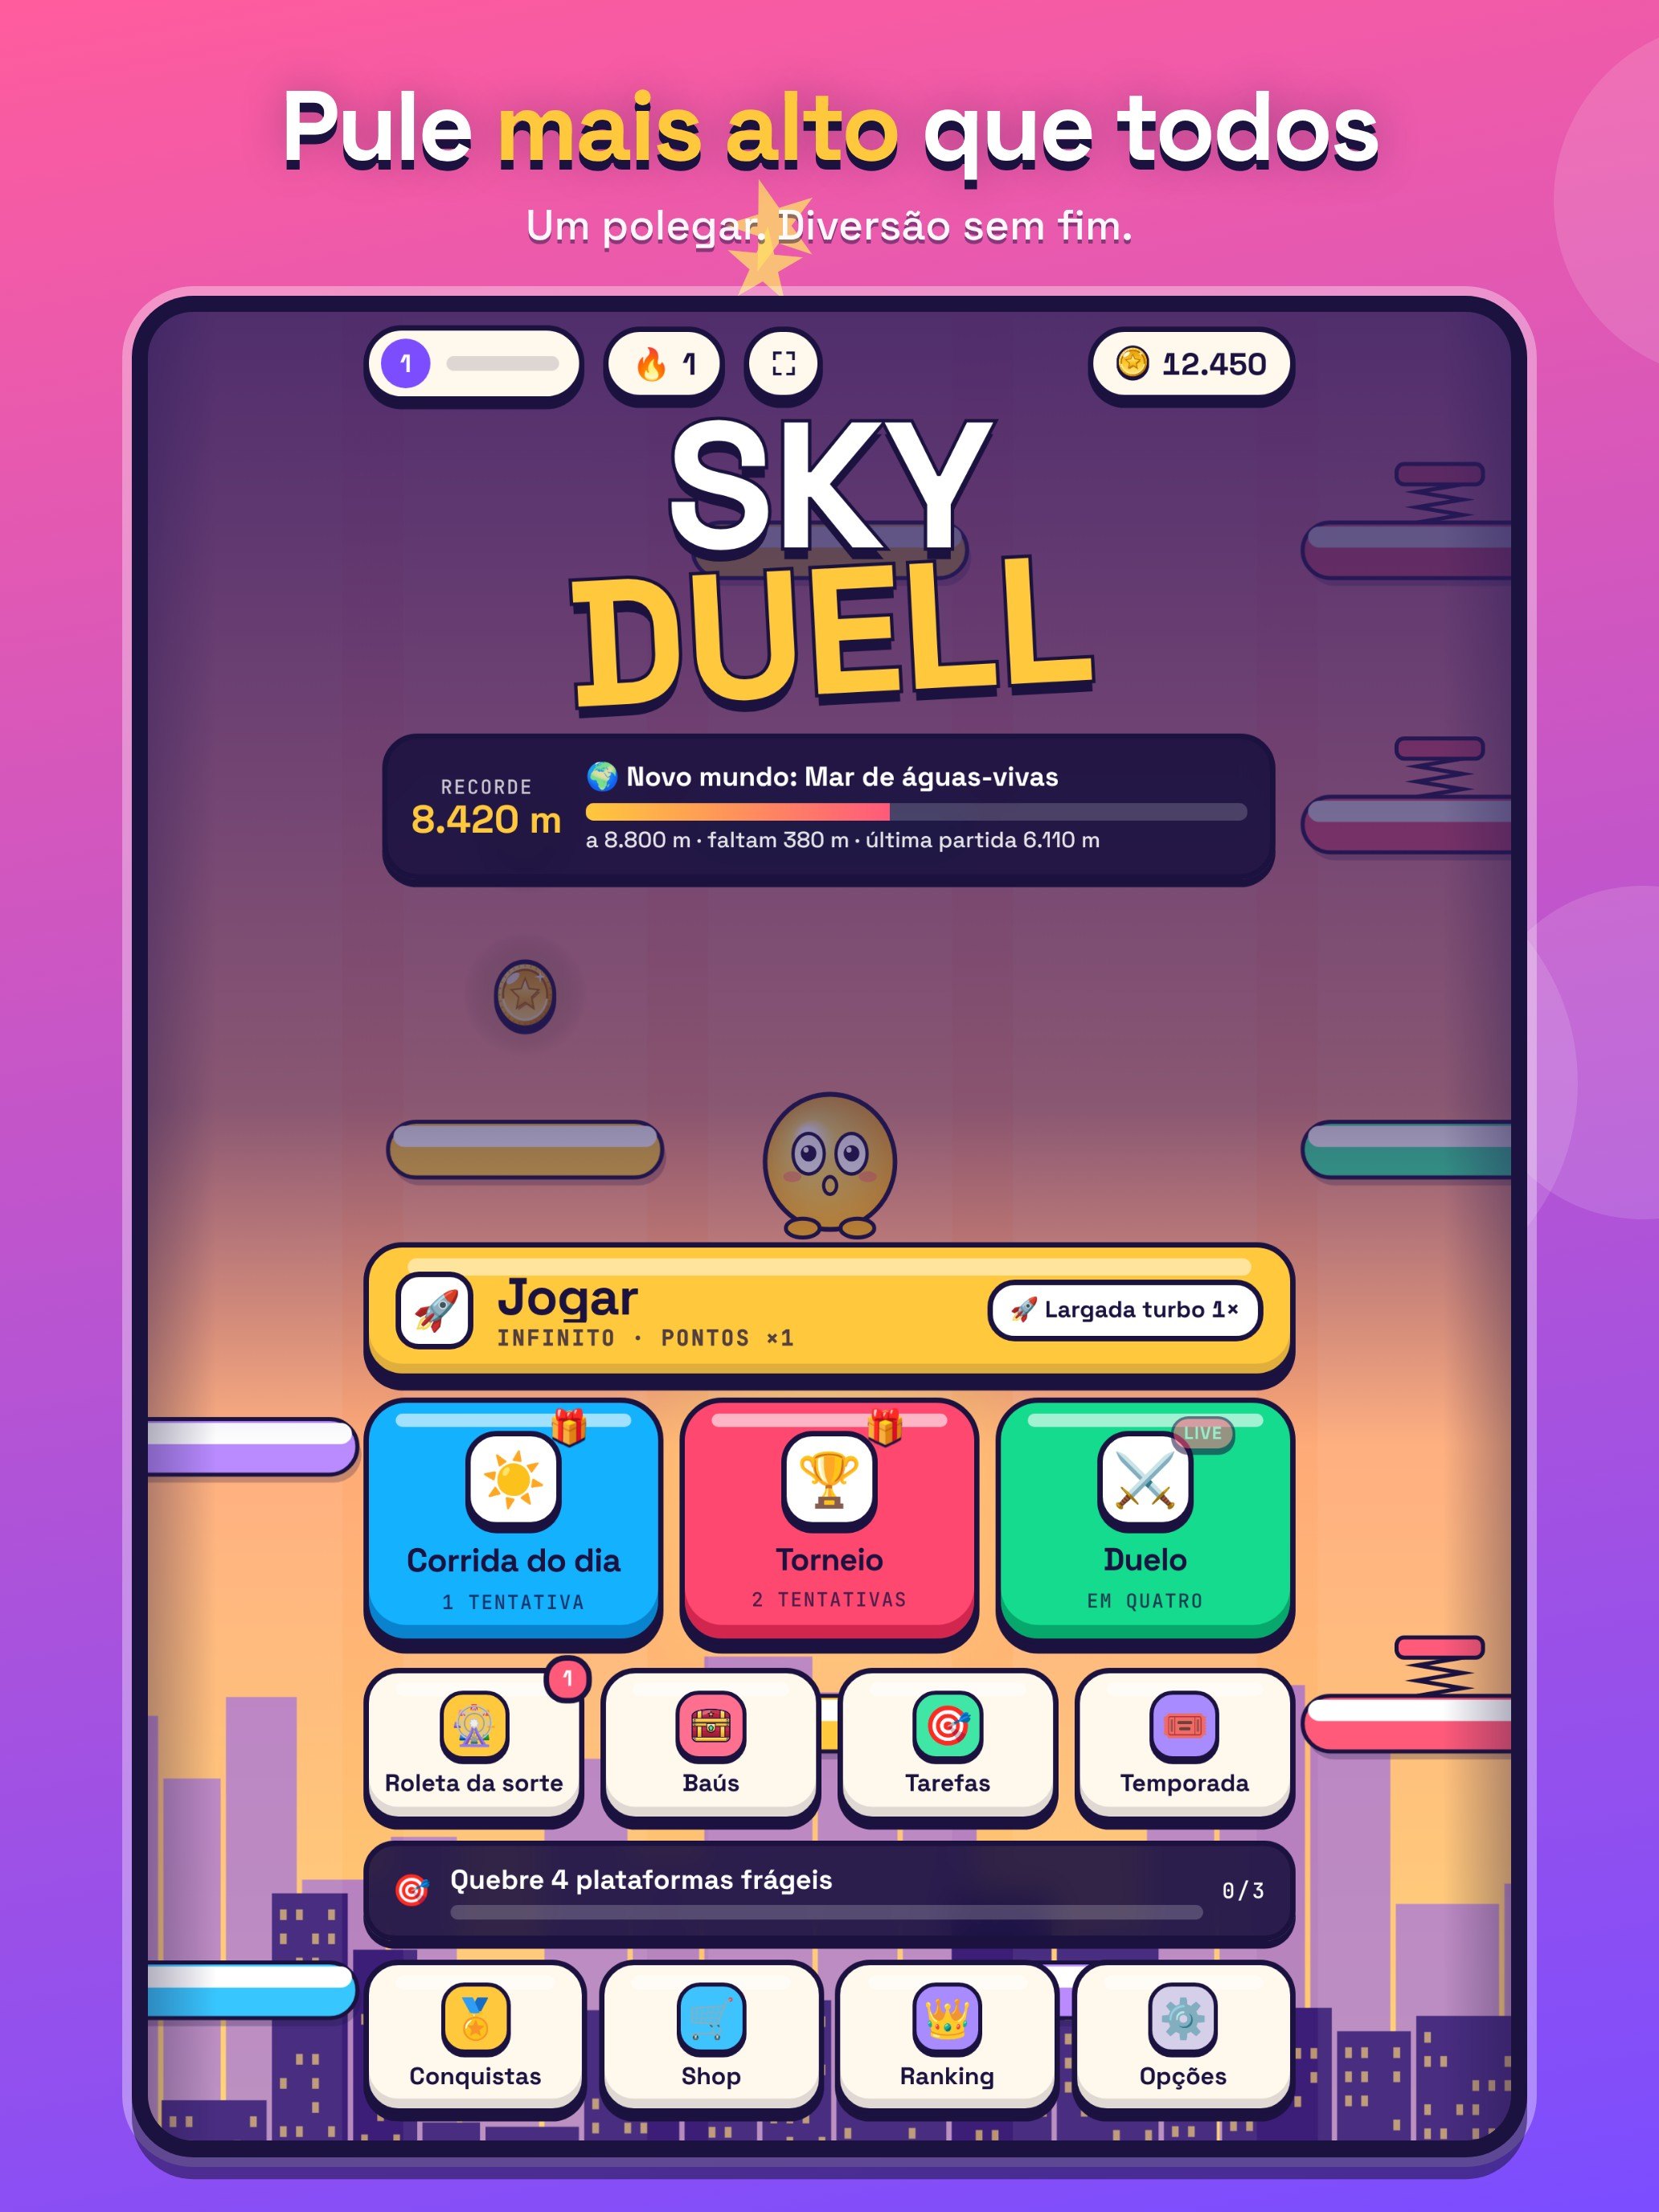 Pule mais alto que todos
Um polegar. Diversão sem fim.
1
🔥 1
12.450
SKY
DUELL
RECORDE
8.420 m
🌍 Novo mundo: Mar de águas-vivas
a 8.800 m · faltam 380 m · última partida 6.110 m
Jogar
INFINITO · PONTOS ×1
🚀 Largada turbo 1×
LIVE
Corrida do dia
1 TENTATIVA
Torneio
2 TENTATIVAS
Duelo
EM QUATRO
1
Roleta da sorte
Baús
Tarefas
Temporada
Quebre 4 plataformas frágeis
0/3
Conquistas
Shop
Ranking
Opções